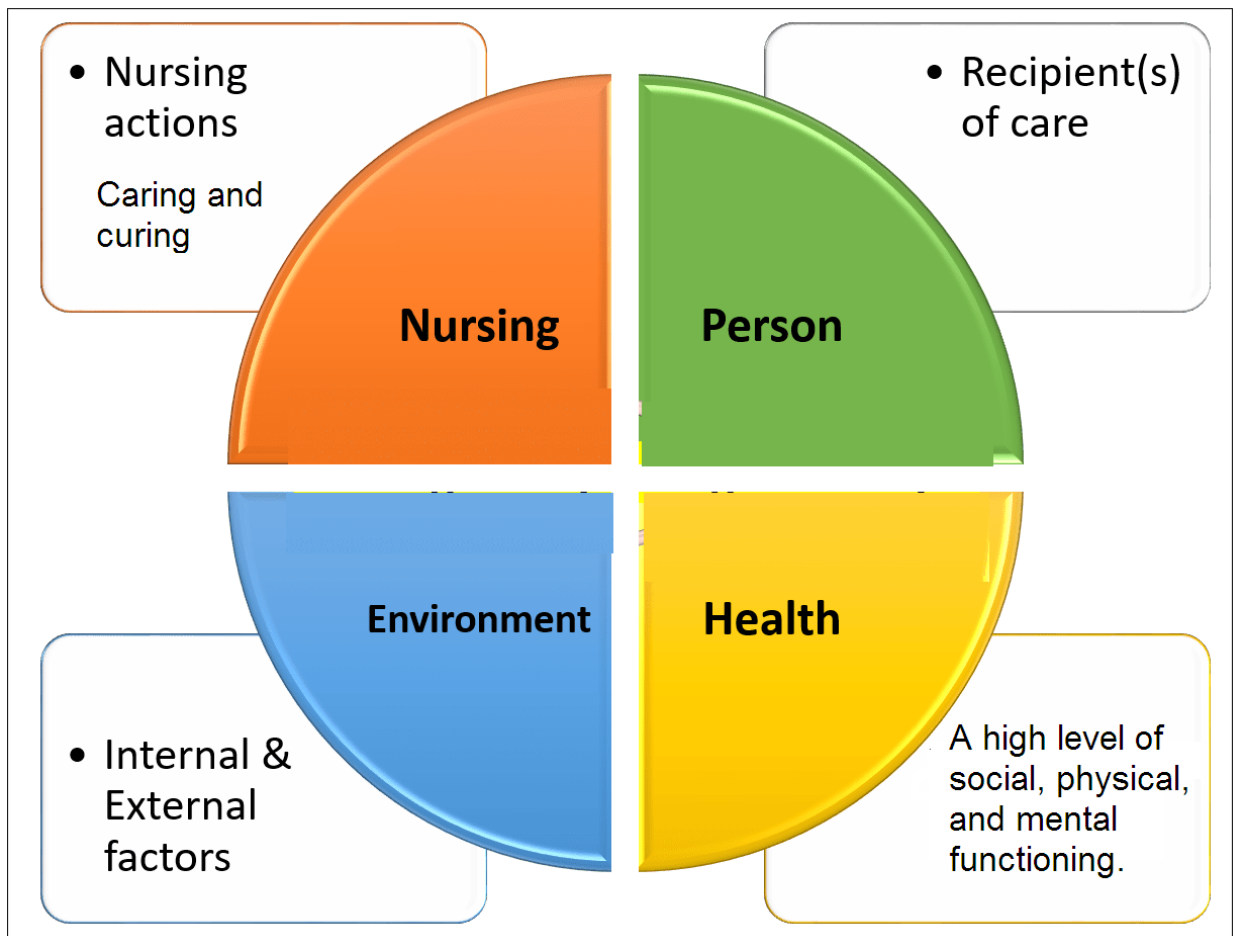 • Nursing
actions
Caring and
curing
• Recipient(s)
of care
Nursing
Person
Environment
Health
• Internal &
External
factors
A high level of
social, physical,
and mental
functioning.